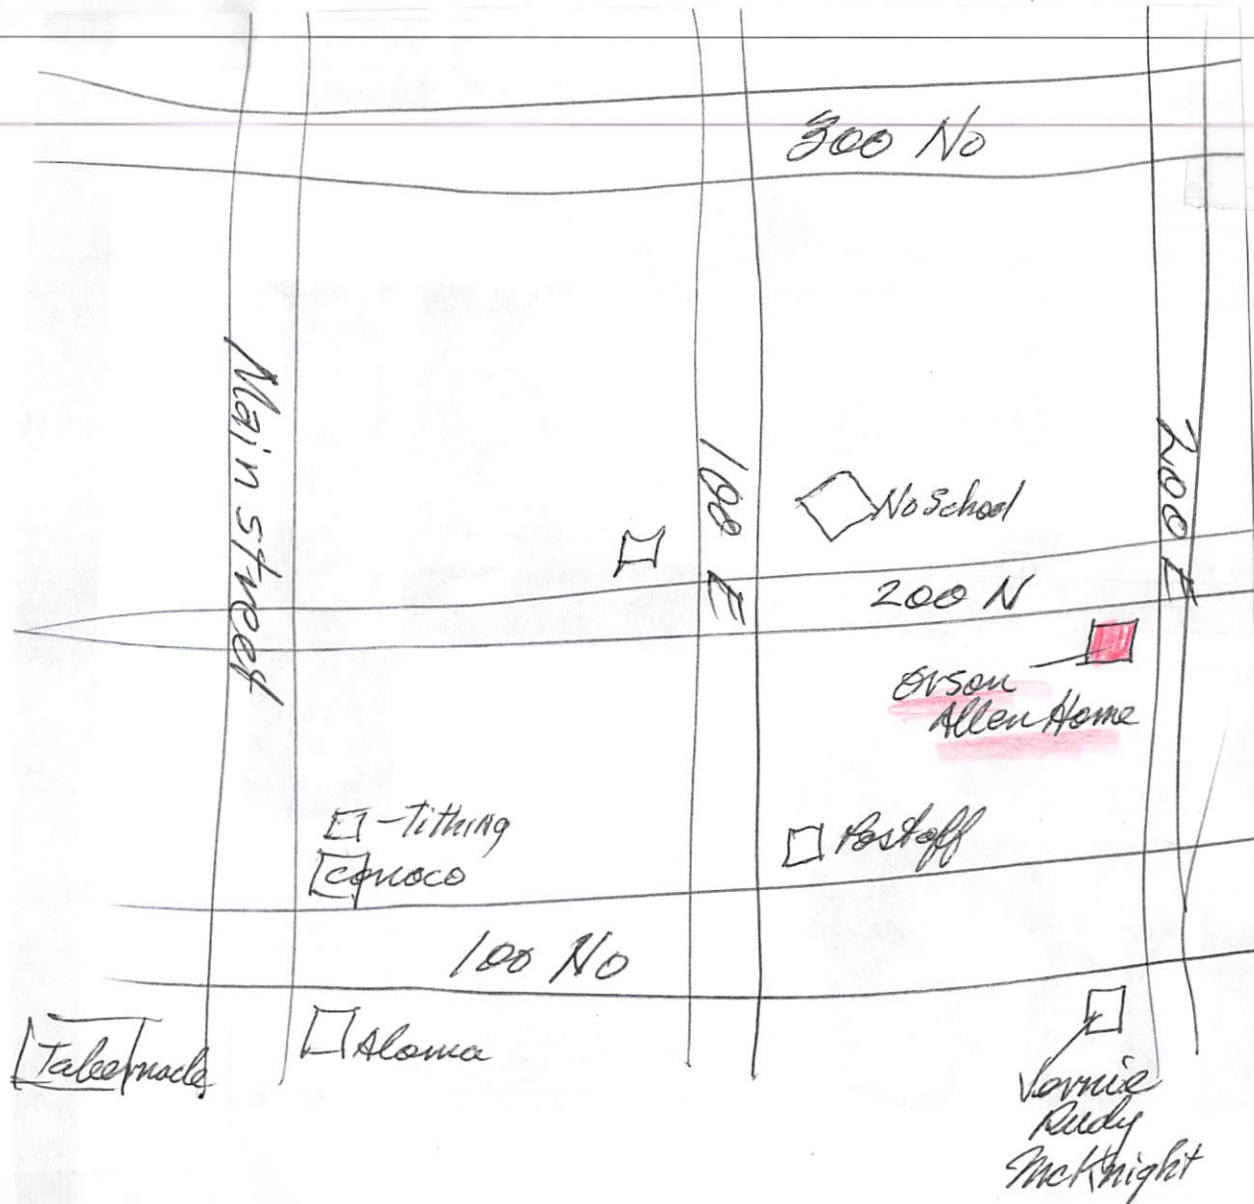 300 No
Main street
100 E
200 E
No School
200 N
Orson
Allen Home
-Tithing
Conoco
Postoff
100 No
Tabernacle
Aloma
Vernie
Rudy
McKnight